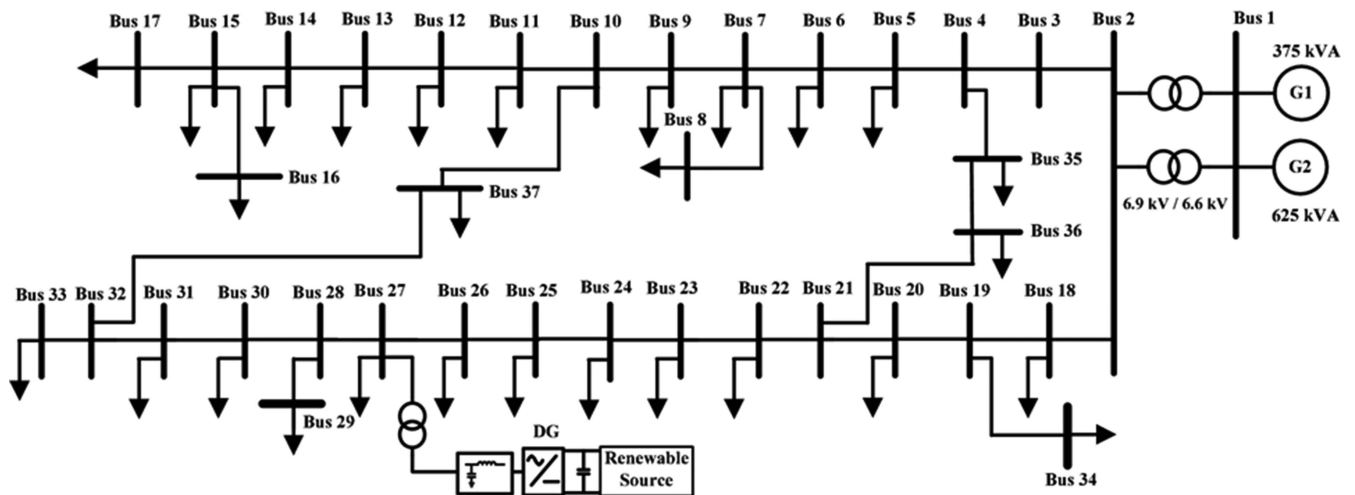 Bus 17
Bus 15
Bus 14
Bus 13
Bus 12
Bus 11
Bus 10
Bus 9
Bus 7
Bus 6
Bus 5
Bus 4
Bus 3
Bus 2
Bus 1
375 kVA
G1
Bus 8
Bus 35
Bus 16
Bus 37
G2
6.9 kV / 6.6 kV
625 kVA
Bus 36
Bus 33
Bus 32
Bus 31
Bus 30
Bus 28
Bus 27
Bus 26
Bus 25
Bus 24
Bus 23
Bus 22
Bus 21
Bus 20
Bus 19
Bus 18
Bus 29
DG
Renewable
Source
Bus 34